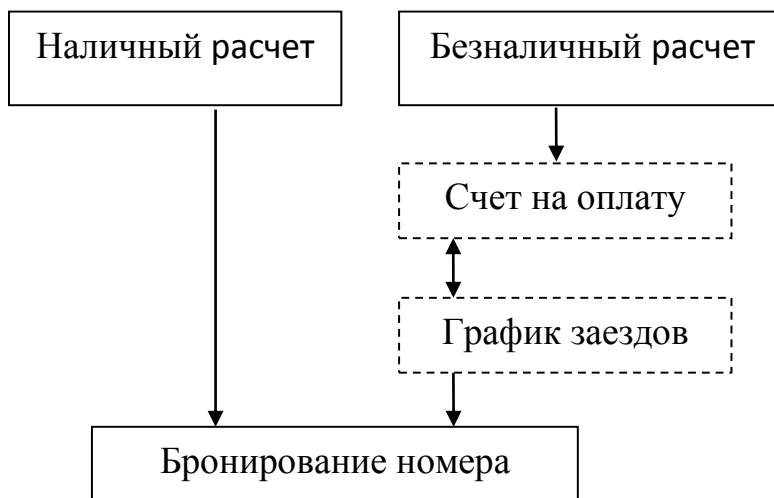 Наличный расчет
Безналичный расчет
Счет на оплату
График заездов
Бронирование номера